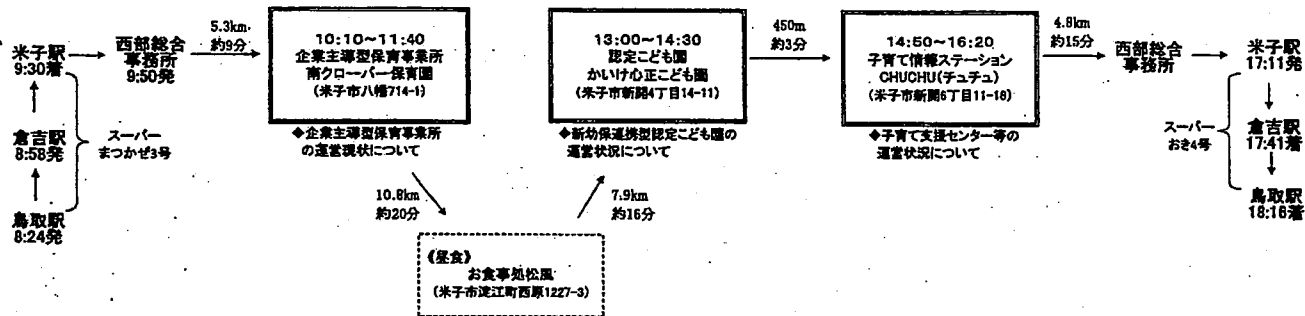 米子駅
9:30着
倉吉駅
8:58発
鳥取駅
8:24発
スーパー
まつかぜ3号
西部総合
事務所
9:50発
5.3km
約9分
10:10~11:40
企業主導型保育事業所
南クローバー保育園
(米子市八幡714-1)
◆企業主導型保育事業所
の運営現状について
10.8km
約20分
《昼食》
お食事処松風
(米子市淀江町西原1227-3)
7.9km
約16分
13:00~14:30
認定こども園
かいけ心正こども園
(米子市新開4丁目14-11)
◆新幼保連携型認定こども園の
運営状況について
450m
約3分
14:50~16:20
子育て情報ステーション
CHUCHU(チュチュ)
(米子市新開6丁目11-18)
◆子育て支援センター等の
運営状況について
4.8km
約15分
西部総合
事務所
米子駅
17:11発
倉吉駅
17:41着
鳥取駅
18:16着
スーパー
おき4号